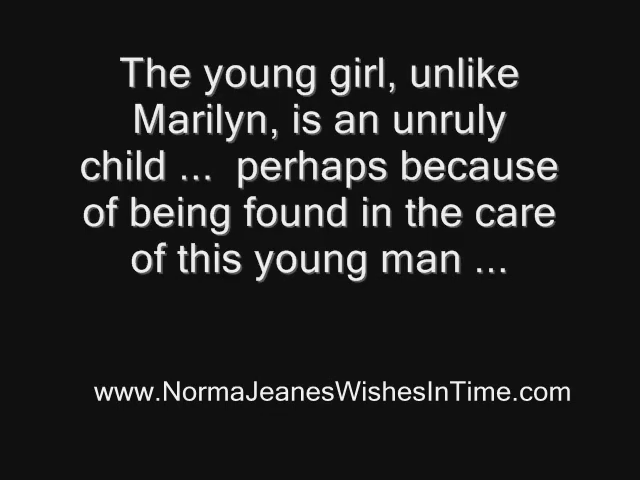 The young girl, unlike
Marilyn, is an unruly
child ...  perhaps because
of being found in the care
of this young man ...
www.NormaJeanesWishesInTime.com